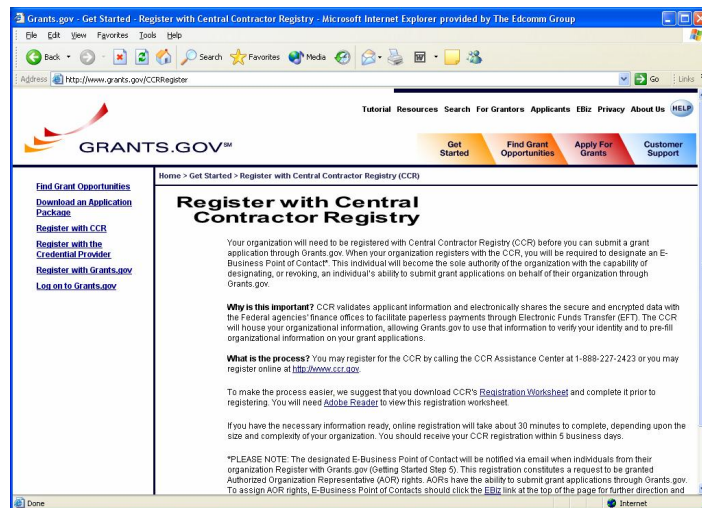 Grants.gov - Get Started - Register with Central Contractor Registry - Microsoft Internet Explorer provided by The Edcomm Group
File Edit View Favorites Tools Help
Back Search Favorites Media
Address http://www.grants.gov/CCRRegister Go Links
Tutorial Resources Search For Grantors Applicants EBiz Privacy About Us HELP
GRANTS.GOV SM
Get Started
Find Grant Opportunities
Apply For Grants
Customer Support
Home > Get Started > Register with Central Contractor Registry (CCR)
Find Grant Opportunities
Download an Application
Package
Register with CCR
Register with the
Credential Provider
Register with Grants.gov
Log on to Grants.gov
Register with Central
Contractor Registry
Your organization will need to be registered with Central Contractor Registry (CCR) before you can submit a grant
application through Grants.gov. When your organization registers with the CCR, you will be required to designate an E-
Business Point of Contact*. This individual will become the sole authority of the organization with the capability of
designating, or revoking, an individual's ability to submit grant applications on behalf of their organization through
Grants.gov.
Why is this important? CCR validates applicant information and electronically shares the secure and encrypted data with
the Federal agencies' finance offices to facilitate paperless payments through Electronic Funds Transfer (EFT). The CCR
will house your organizational information, allowing Grants.gov to use that information to verify your identity and to pre-fill
organizational information on your grant applications.
What is the process? You may register for the CCR by calling the CCR Assistance Center at 1-888-227-2423 or you may
register online at http://www.ccr.gov.
To make the process easier, we suggest that you download CCR's Registration Worksheet and complete it prior to
registering. You will need Adobe Reader to view this registration worksheet.
If you have the necessary information ready, online registration will take about 30 minutes to complete, depending upon the
size and complexity of your organization. You should receive your CCR registration within 5 business days.
*PLEASE NOTE: The designated E-Business Point of Contact will be notified via email when individuals from their
organization Register with Grants.gov (Getting Started Step 5). This registration constitutes a request to be granted
Authorized Organization Representative (AOR) rights. AORs have the ability to submit grant applications through Grants.gov.
To assign AOR rights, E-Business Point of Contacts should click the EBiz link at the top of the page for further direction and
Done Internet